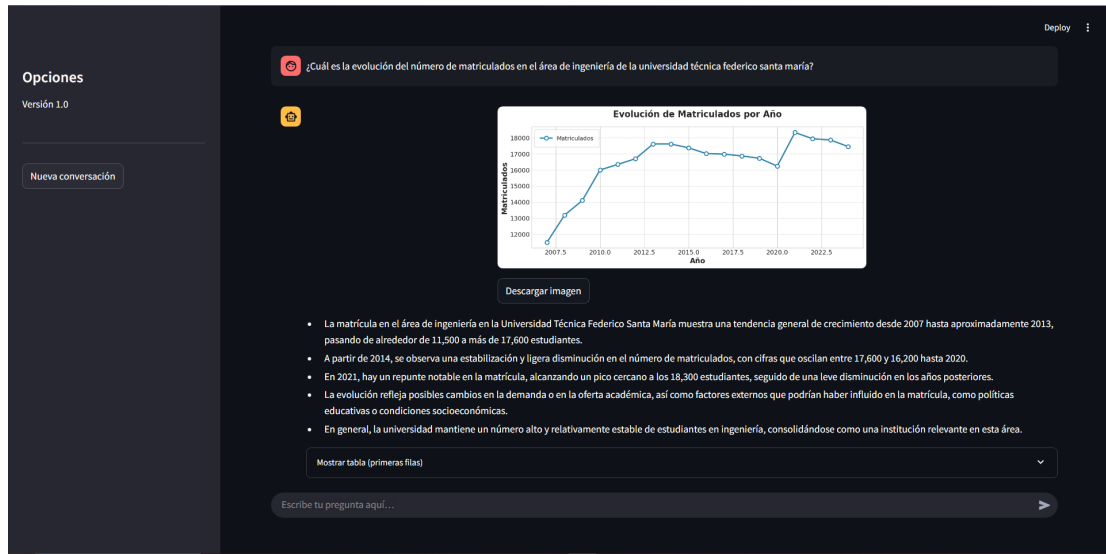 Deploy
Opciones
Versión 1.0
Nueva conversación
¿Cuál es la evolución del número de matriculados en el área de ingeniería de la universidad técnica federico santa maría?
Evolución de Matriculados por Año
Matriculados
Matriculados
18000
17000
16000
15000
14000
13000
12000
2007.5 2010.0 2012.5 2015.0 2017.5 2020.0 2022.5
Año
Descargar imagen
• La matrícula en el área de ingeniería en la Universidad Técnica Federico Santa María muestra una tendencia general de crecimiento desde 2007 hasta aproximadamente 2013,
pasando de alrededor de 11,500 a más de 17,600 estudiantes.
• A partir de 2014, se observa una estabilización y ligera disminución en el número de matriculados, con cifras que oscilan entre 17,600 y 16,200 hasta 2020.
• En 2021, hay un repunte notable en la matrícula, alcanzando un pico cercano a los 18,300 estudiantes, seguido de una leve disminución en los años posteriores.
• La evolución refleja posibles cambios en la demanda o en la oferta académica, así como factores externos que podrían haber influido en la matrícula, como políticas
educativas o condiciones socioeconómicas.
• En general, la universidad mantiene un número alto y relativamente estable de estudiantes en ingeniería, consolidándose como una institución relevante en esta área.
Mostrar tabla (primeras filas)
Escribe tu pregunta aquí...